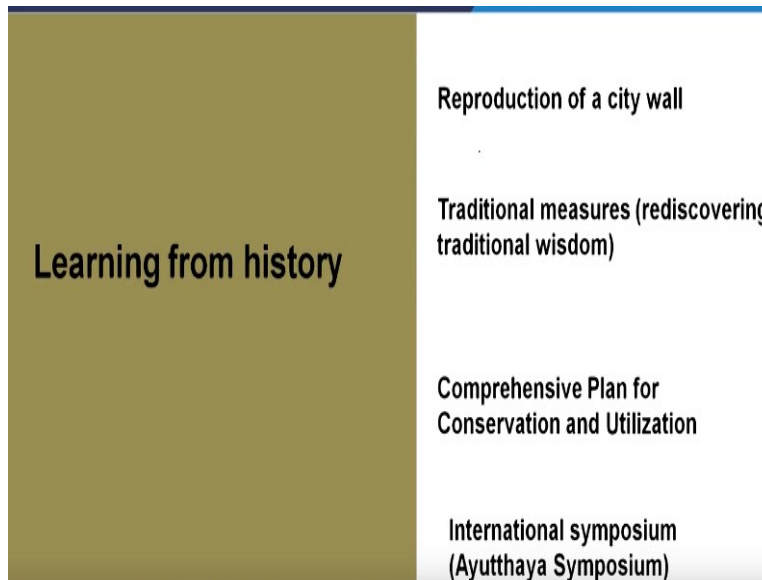 Learning from history
Reproduction of a city wall
Traditional measures (rediscovering
traditional wisdom)
Comprehensive Plan for
Conservation and Utilization
International symposium
(Ayutthaya Symposium)